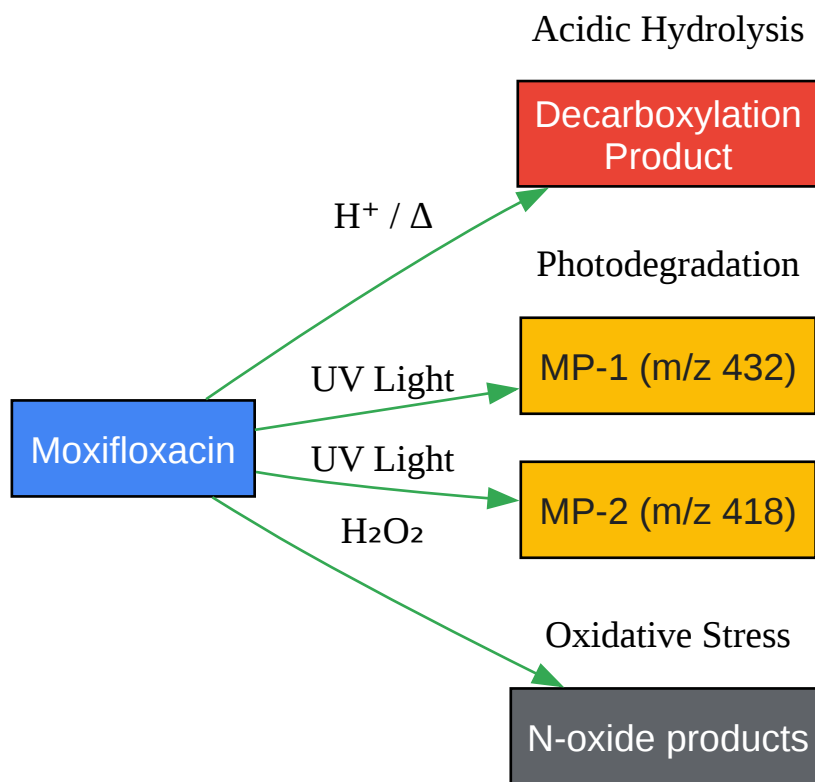 Acidic Hydrolysis
Decarboxylation
Product
H⁺ / Δ
Photodegradation
MP-1 (m/z 432)
UV Light
Moxifloxacin
UV Light
MP-2 (m/z 418)
H₂O₂
Oxidative Stress
N-oxide products